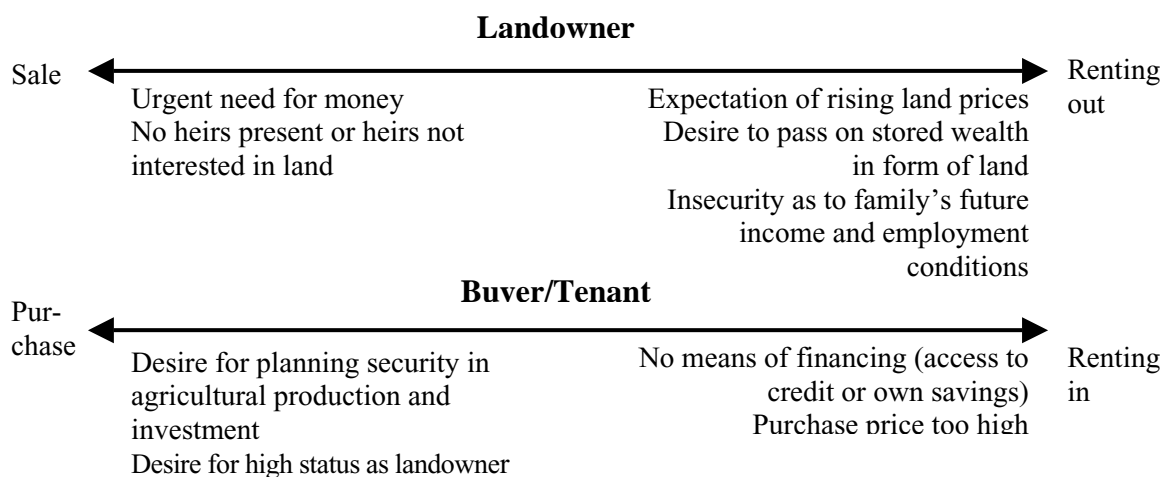 Landowner
Sale
Renting
out
Urgent need for money
No heirs present or heirs not
interested in land
Expectation of rising land prices
Desire to pass on stored wealth
in form of land
Insecurity as to family’s future
income and employment
conditions
Buver/Tenant
Pur-
chase
Renting
in
Desire for planning security in
agricultural production and
investment
Desire for high status as landowner
No means of financing (access to
credit or own savings)
Purchase price too high